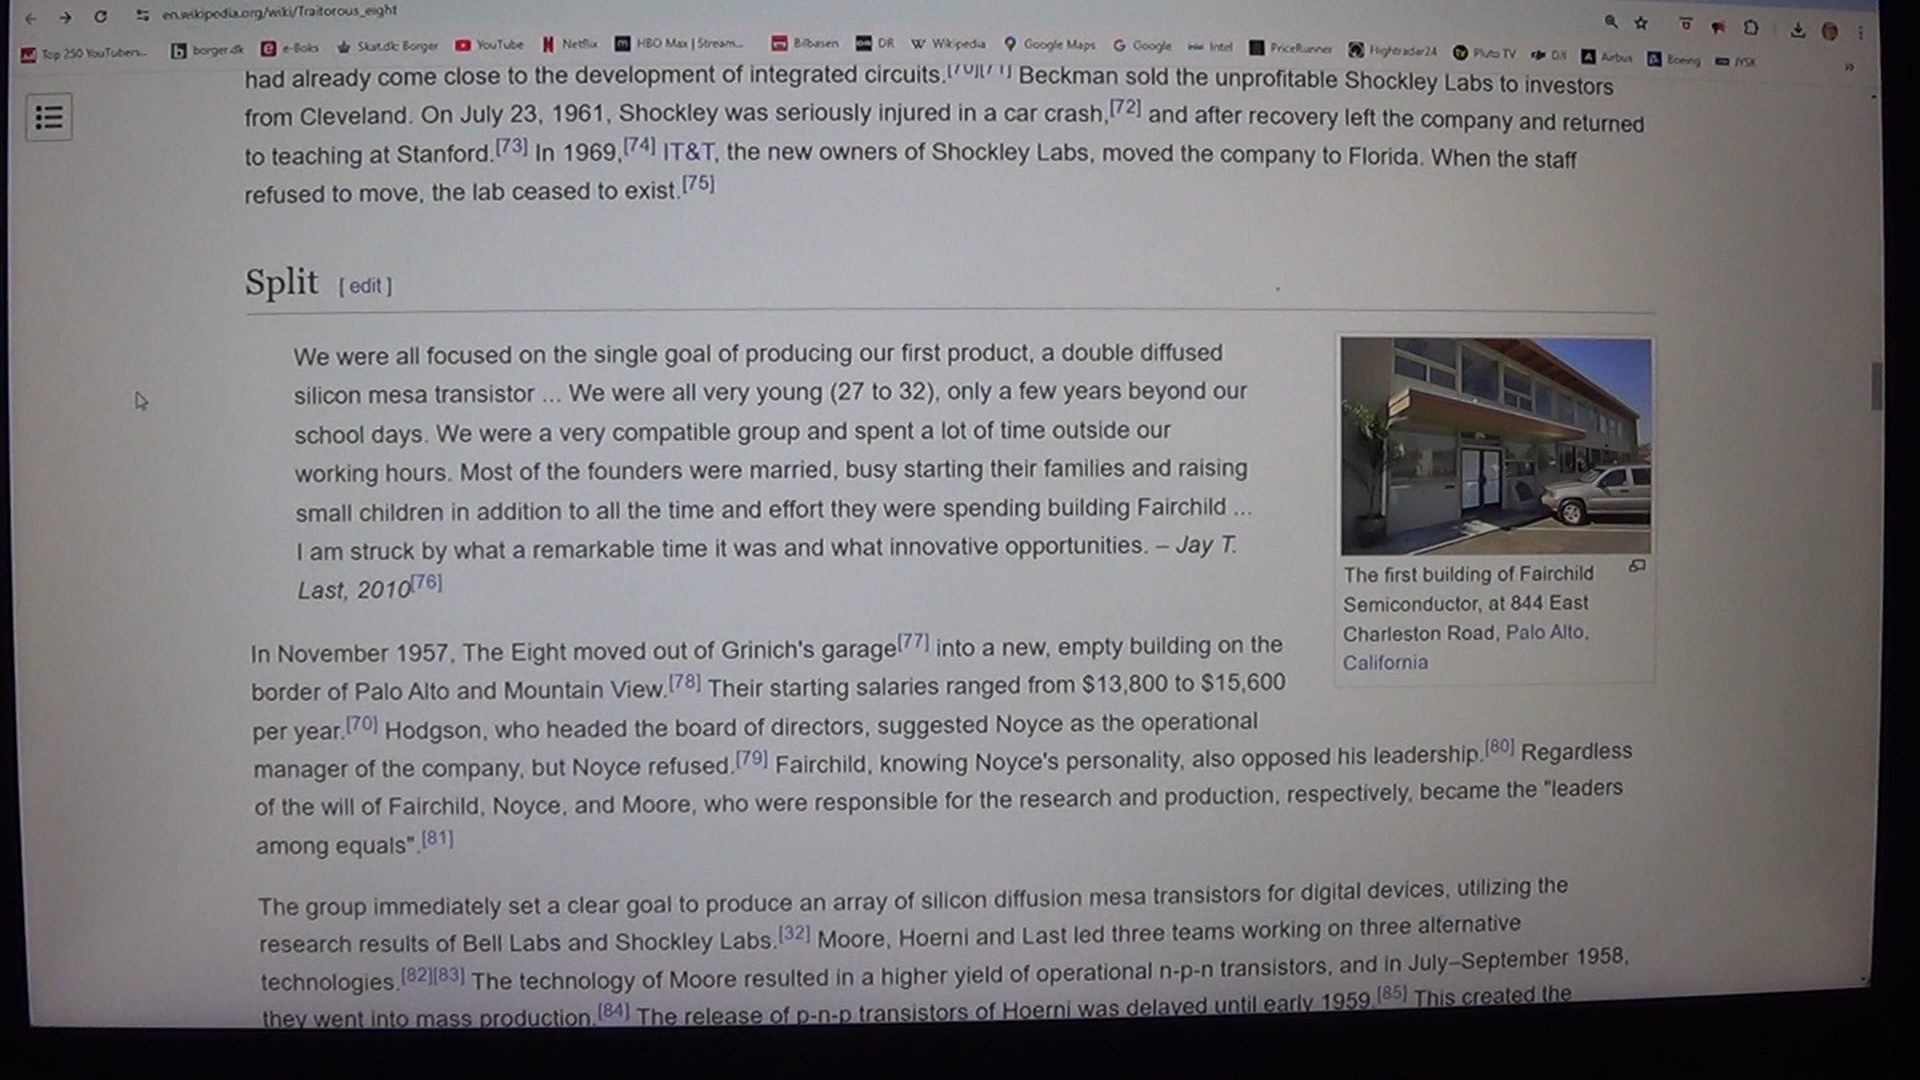 en.wikipedia.org/wiki/Traitorous_eight
Top 250 YouTubers... borger.dk e-Boks Skat.dk: Borger YouTube Netflix HBO Max | Stream... Bilbasen DR Wikipedia Google Maps Google Intel PriceRunner Flightradar24 Pluto TV DJI Airbus Boeing JYSK
had already come close to the development of integrated circuits.[70][71] Beckman sold the unprofitable Shockley Labs to investors
from Cleveland. On July 23, 1961, Shockley was seriously injured in a car crash,[72] and after recovery left the company and returned
to teaching at Stanford.[73] In 1969,[74] IT&T, the new owners of Shockley Labs, moved the company to Florida. When the staff
refused to move, the lab ceased to exist.[75]
Split [ edit ]
We were all focused on the single goal of producing our first product, a double diffused
silicon mesa transistor ... We were all very young (27 to 32), only a few years beyond our
school days. We were a very compatible group and spent a lot of time outside our
working hours. Most of the founders were married, busy starting their families and raising
small children in addition to all the time and effort they were spending building Fairchild ...
I am struck by what a remarkable time it was and what innovative opportunities. – Jay T.
Last, 2010[76]
The first building of Fairchild
Semiconductor, at 844 East
Charleston Road, Palo Alto,
California
In November 1957, The Eight moved out of Grinich's garage[77] into a new, empty building on the
border of Palo Alto and Mountain View.[78] Their starting salaries ranged from $13,800 to $15,600
per year.[70] Hodgson, who headed the board of directors, suggested Noyce as the operational
manager of the company, but Noyce refused.[79] Fairchild, knowing Noyce's personality, also opposed his leadership.[80] Regardless
of the will of Fairchild, Noyce, and Moore, who were responsible for the research and production, respectively, became the "leaders
among equals".[81]
The group immediately set a clear goal to produce an array of silicon diffusion mesa transistors for digital devices, utilizing the
research results of Bell Labs and Shockley Labs.[32] Moore, Hoerni and Last led three teams working on three alternative
technologies.[82][83] The technology of Moore resulted in a higher yield of operational n-p-n transistors, and in July–September 1958,
they went into mass production.[84] The release of p-n-p transistors of Hoerni was delayed until early 1959.[85] This created the